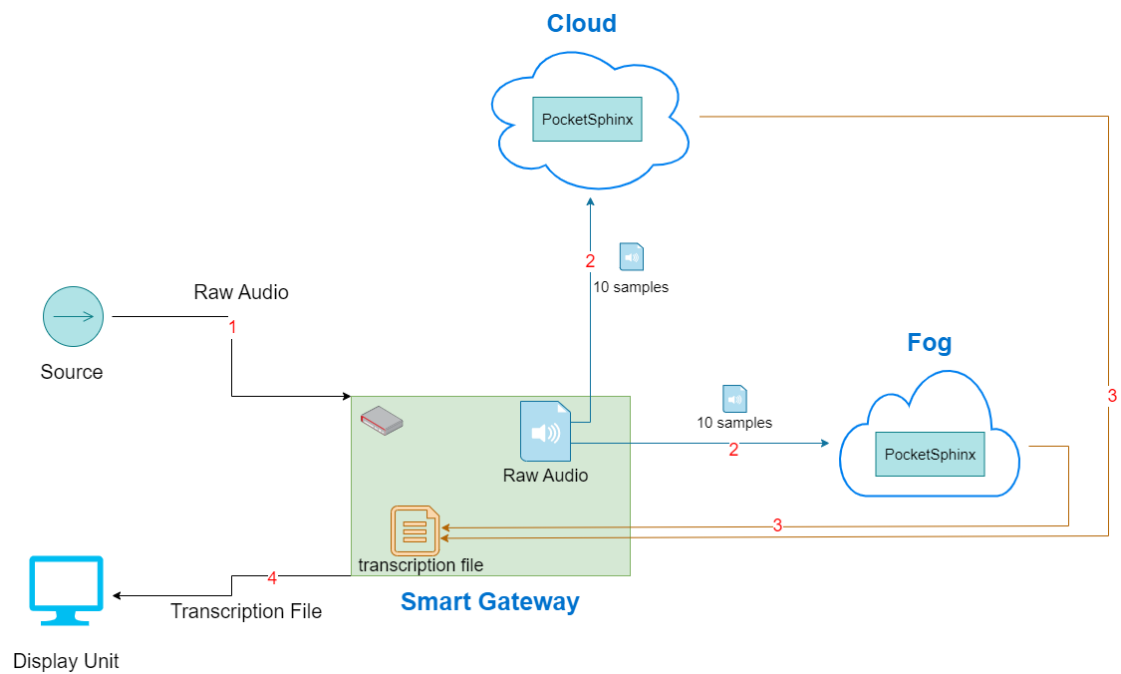 Cloud
PocketSphinx
2
10 samples
Raw Audio
1
Source
Fog
PocketSphinx
10 samples
2
3
Raw Audio
3
transcription file
Smart Gateway
4
Transcription File
Display Unit